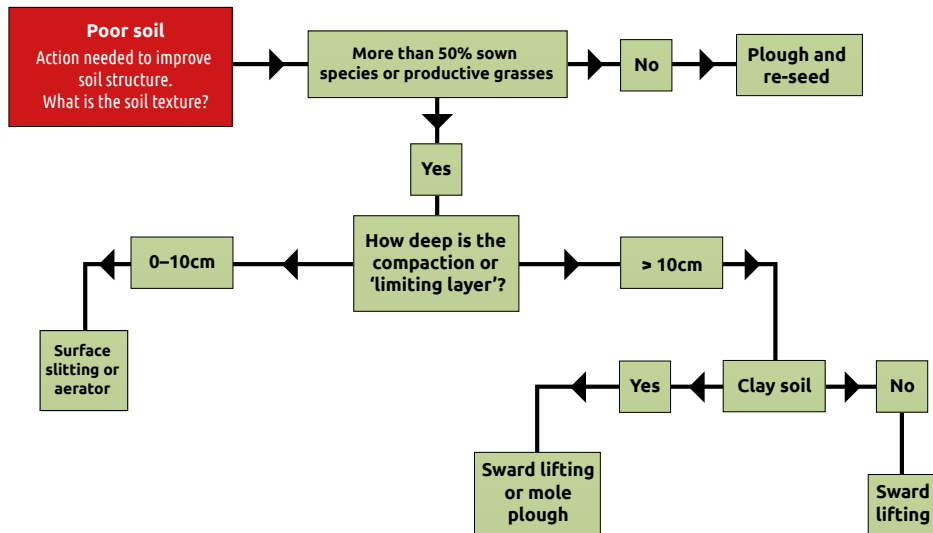 Poor soil
Action needed to improve
soil structure.
What is the soil texture?
More than 50% sown
species or productive grasses
No
Plough and
re-seed
Yes
How deep is the
compaction or
‘limiting layer’?
0–10cm
> 10cm
Surface
slitting or
aerator
Yes
Clay soil
No
Sward lifting
or mole
plough
Sward
lifting